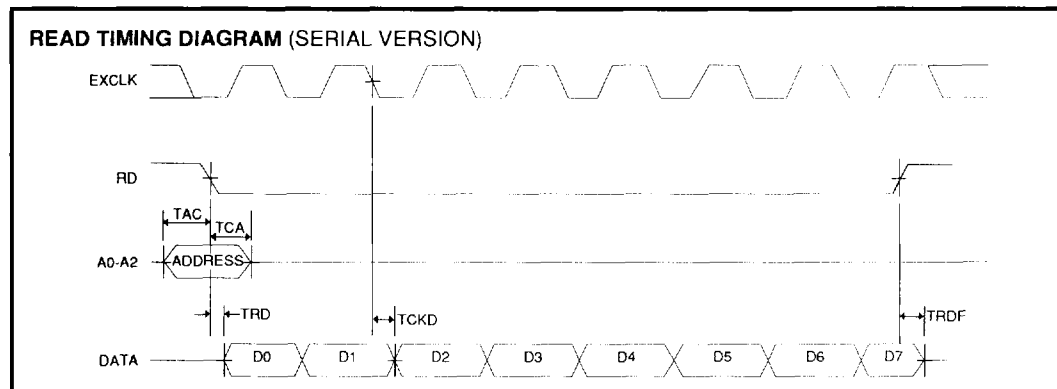 READ TIMING DIAGRAM (SERIAL VERSION)
EXCLK
RD
TAC
TCA
A0-A2
ADDRESS
TRD
TCKD
TRDF
DATA
D0 D1 D2 D3 D4 D5 D6 D7